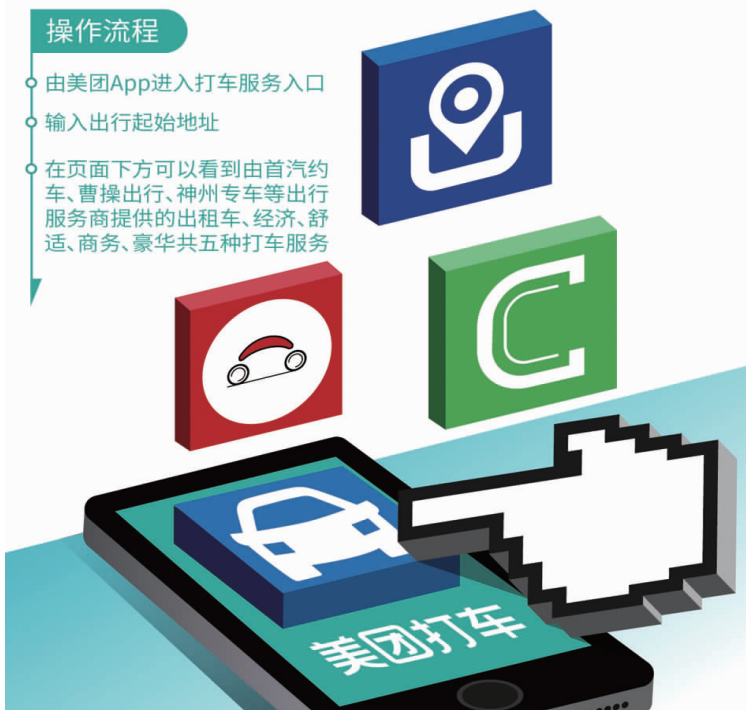 操作流程
由美团App进入打车服务入口
输入出行起始地址
在页面下方可以看到由首汽约
车、曹操出行、神州专车等出行
服务商提供的出租车、经济、舒
适、商务、豪华共五种打车服务
美团打车